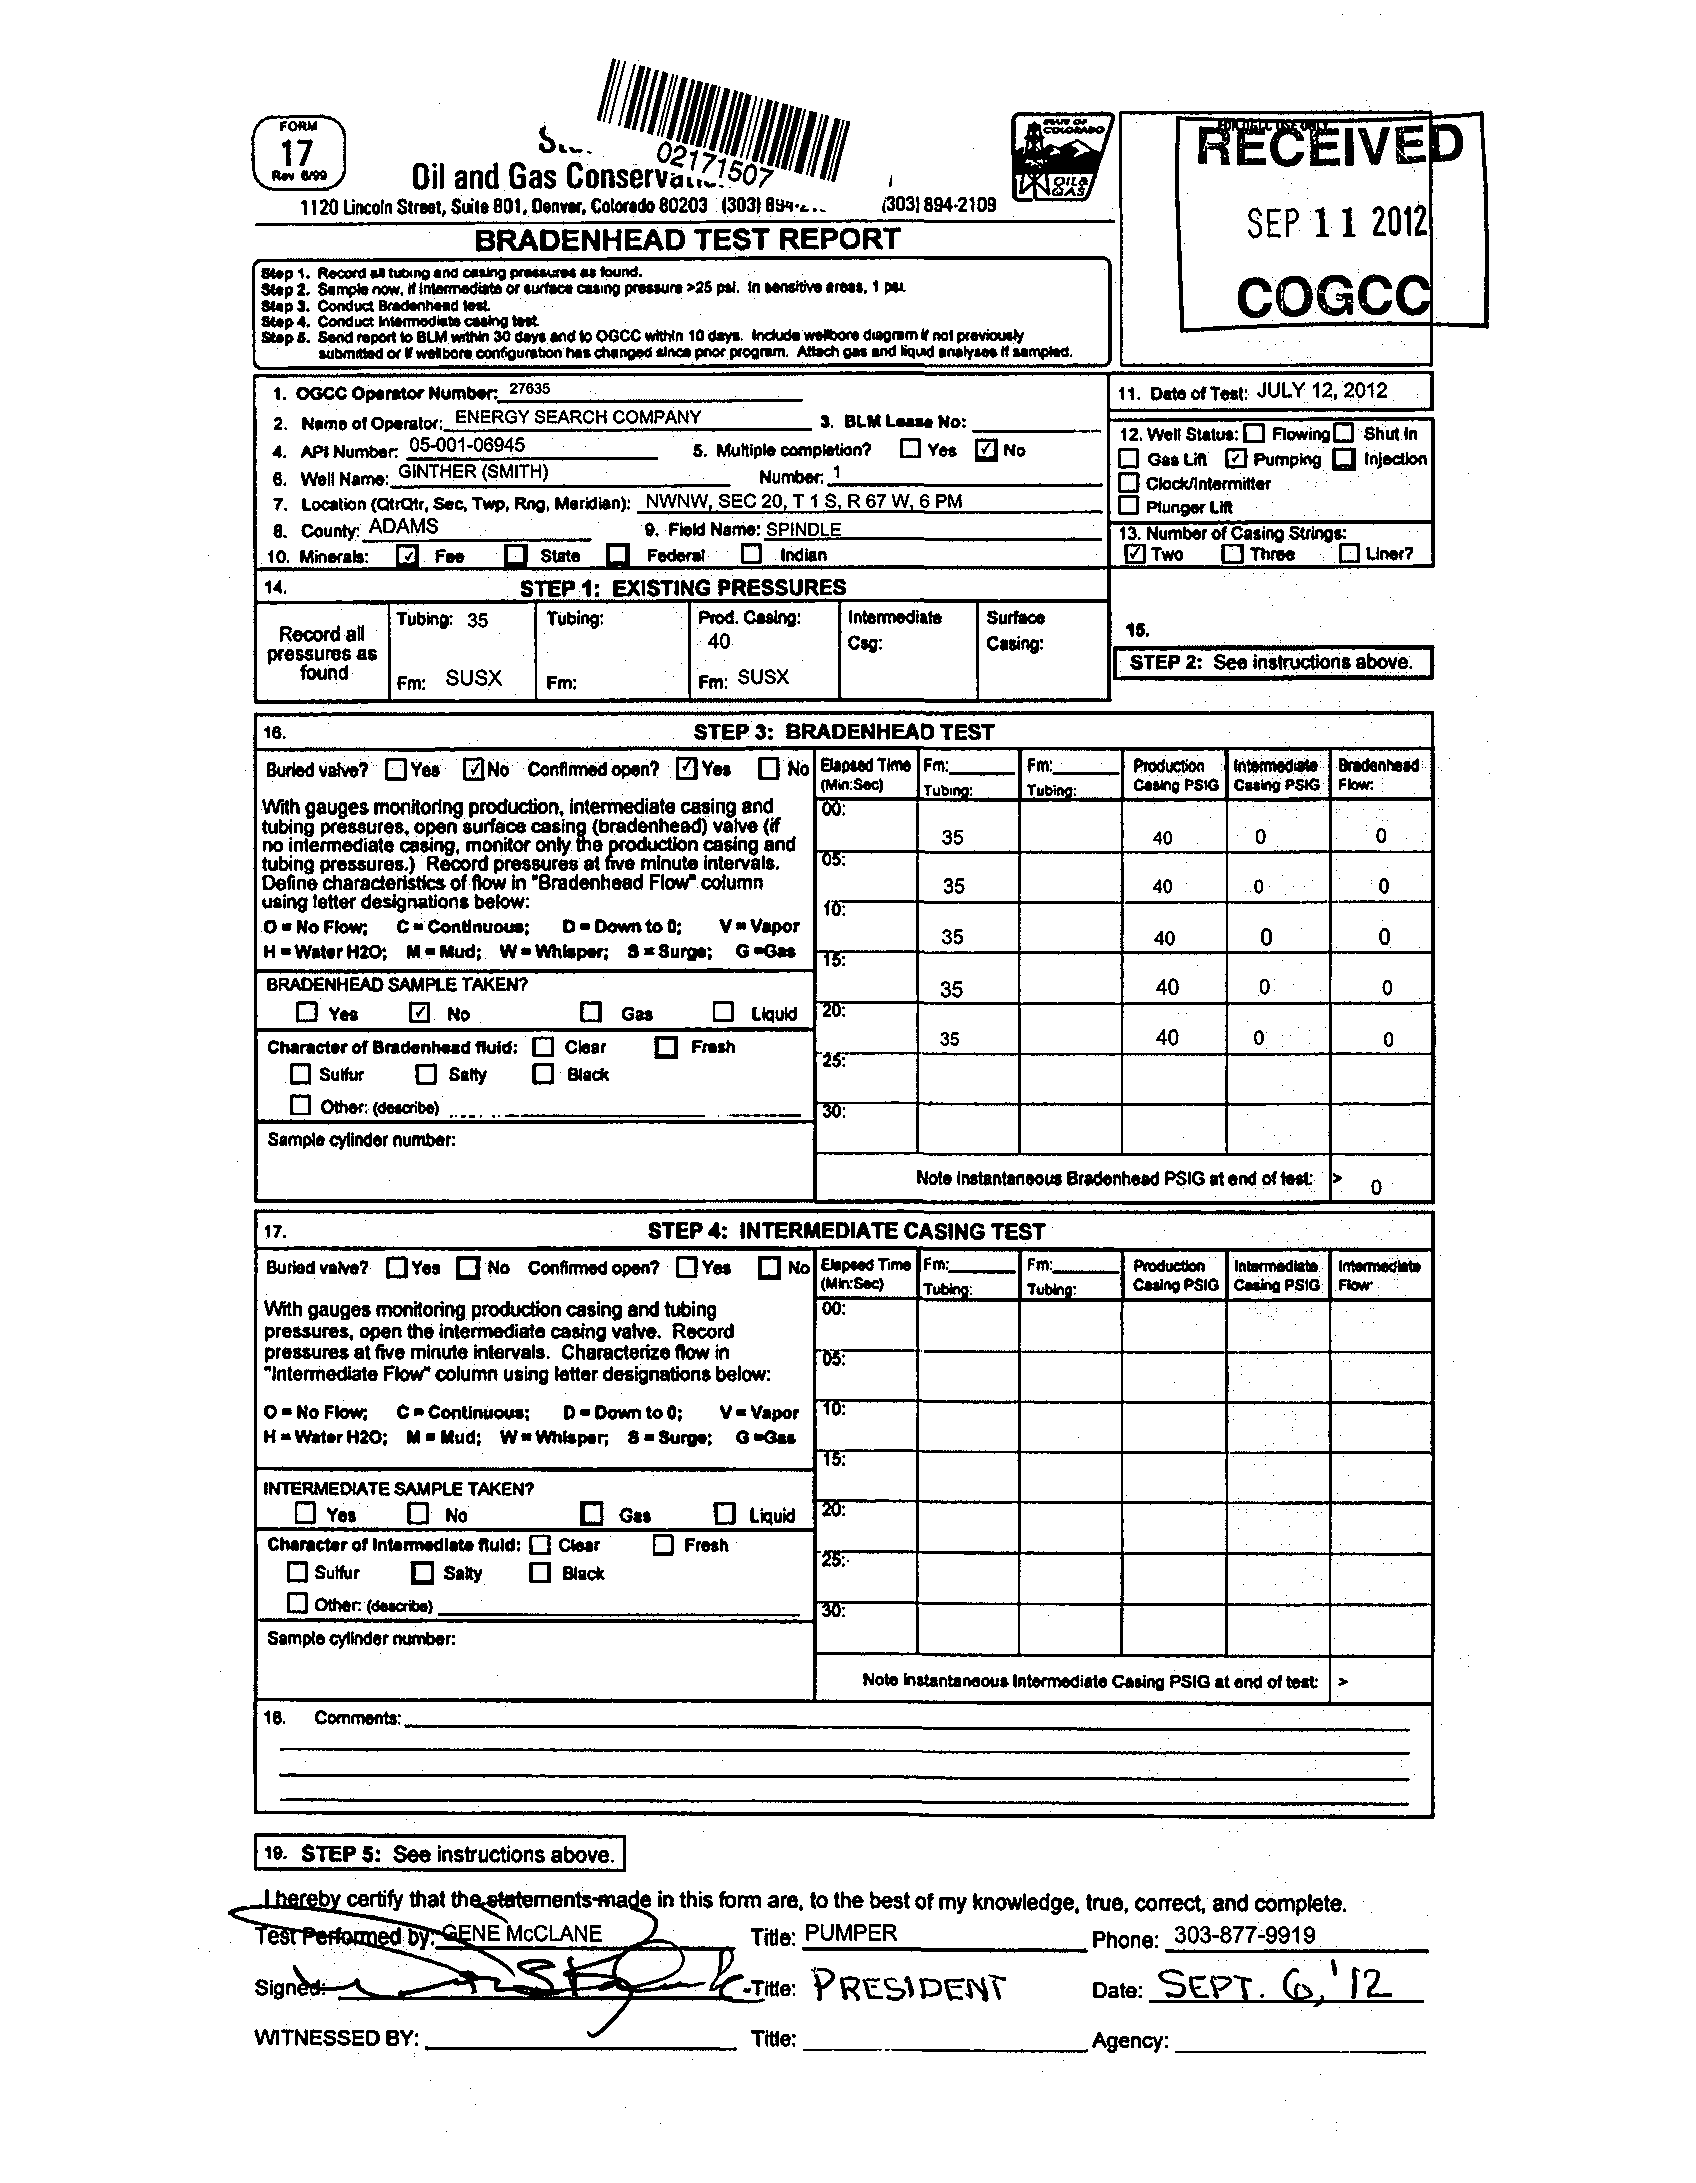 FORM
17
Rev 6/99
02171507
Oil and Gas
1120 Lincoln Street, Suite 801, Denver, Colorado 80203 (303) (303) 894-2109
STATE OF
COLORADO
OIL &
GAS
RECEIVED
SEP 11 2012
COGCC
BRADENHEAD TEST REPORT
Step 1. Record all tubing and casing pressures as found.
Step 2. Sample now, if intermediate or surface casing pressure >25 psi. In sensitive areas, 1 psi.
Step 3. Conduct Bradenhead test.
Step 4. Conduct intermediate casing test.
Step 5. Send report to BLM within 30 days and to OGCC within 10 days. Include wellbore diagram if not previously
submitted or if wellbore configuration has changed since prior program. Attach gas and liquid analyses if sampled.
1. OGCC Operator Number: 27635
2. Name of Operator: ENERGY SEARCH COMPANY 3. BLM Lease No:
4. API Number: 05-001-06945 5. Multiple completion? ☐ Yes ☑ No
6. Well Name: GINTHER (SMITH) Number: 1
7. Location (QtrQtr, Sec, Twp, Rng, Meridian): NWNW, SEC 20, T 1 S, R 67 W, 6 PM
8. County: ADAMS 9. Field Name: SPINDLE
10. Minerals: ☑ Fee ☐ State ☐ Federal ☐ Indian
11. Date of Test: JULY 12, 2012
12. Well Status: ☐ Flowing ☐ Shut In
☐ Gas Lift ☑ Pumping ☐ Injection
☐ Clock/Intermitter
☐ Plunger Lift
13. Number of Casing Strings:
☑ Two ☐ Three ☐ Liner?
14. STEP 1: EXISTING PRESSURES
Record all
pressures as
found
Tubing: 35
Fm: SUSX
Tubing:
Fm:
Prod. Casing:
40
Fm: SUSX
Intermediate
Csg:
Surface
Casing:
15.
STEP 2: See instructions above.
16. STEP 3: BRADENHEAD TEST
Buried valve? ☐ Yes ☑ No Confirmed open? ☑ Yes ☐ No
With gauges monitoring production, intermediate casing and
tubing pressures, open surface casing (bradenhead) valve (if
no intermediate casing, monitor only the production casing and
tubing pressures.) Record pressures at five minute intervals.
Define characteristics of flow in "Bradenhead Flow" column
using letter designations below:
O = No Flow; C = Continuous; D = Down to 0; V = Vapor
H = Water H2O; M = Mud; W = Whisper; S = Surge; G =Gas
BRADENHEAD SAMPLE TAKEN?
☐ Yes ☑ No ☐ Gas ☐ Liquid
Character of Bradenhead fluid: ☐ Clear ☐ Fresh
☐ Sulfur ☐ Salty ☐ Black
☐ Other: (describe)
Sample cylinder number:
Elapsed Time Fm: Fm: Production Intermediate Bradenhead
(Min:Sec) Tubing: Tubing: Casing PSIG Casing PSIG Flow:
00: 35 40 0 0
05: 35 40 0 0
10: 35 40 0 0
15: 35 40 0 0
20: 35 40 0 0
25:
30:
Note instantaneous Bradenhead PSIG at end of test: > 0
17. STEP 4: INTERMEDIATE CASING TEST
Buried valve? ☐ Yes ☐ No Confirmed open? ☐ Yes ☐ No
With gauges monitoring production casing and tubing
pressures, open the intermediate casing valve. Record
pressures at five minute intervals. Characterize flow in
"Intermediate Flow" column using letter designations below:
O = No Flow; C = Continuous; D = Down to 0; V = Vapor
H = Water H2O; M = Mud; W = Whisper; S = Surge; G =Gas
INTERMEDIATE SAMPLE TAKEN?
☐ Yes ☐ No ☐ Gas ☐ Liquid
Character of Intermediate fluid: ☐ Clear ☐ Fresh
☐ Sulfur ☐ Salty ☐ Black
☐ Other: (describe)
Sample cylinder number:
Elapsed Time Fm: Fm: Production Intermediate Intermediate
(Min:Sec) Tubing: Tubing: Casing PSIG Casing PSIG Flow
00:
05:
10:
15:
20:
25:
30:
Note instantaneous Intermediate Casing PSIG at end of test: >
18. Comments:
19. STEP 5: See instructions above.
I hereby certify that the statements made in this form are, to the best of my knowledge, true, correct, and complete.
Test Performed by: GENE McCLANE Title: PUMPER Phone: 303-877-9919
Signed: Title: PRESIDENT Date: SEPT. 6, '12
WITNESSED BY: Title: Agency: